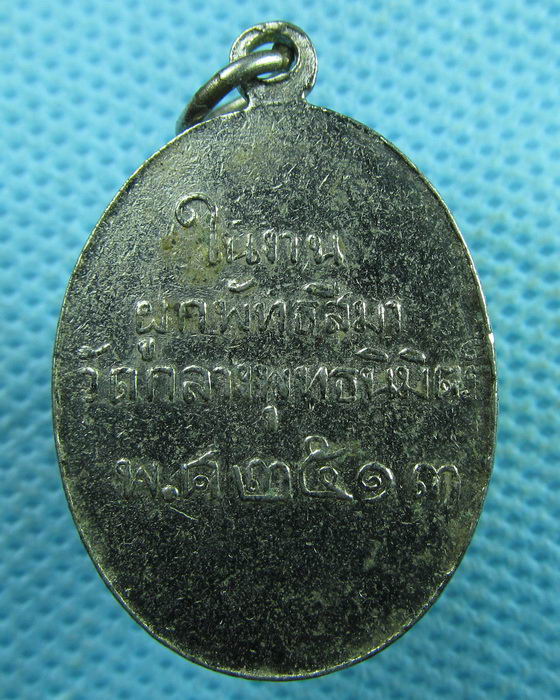 ในงาน
ผูกพัทธสีมา
วัดกลางพุทธนิมิตร
พ.ศ ๒๕๑๓